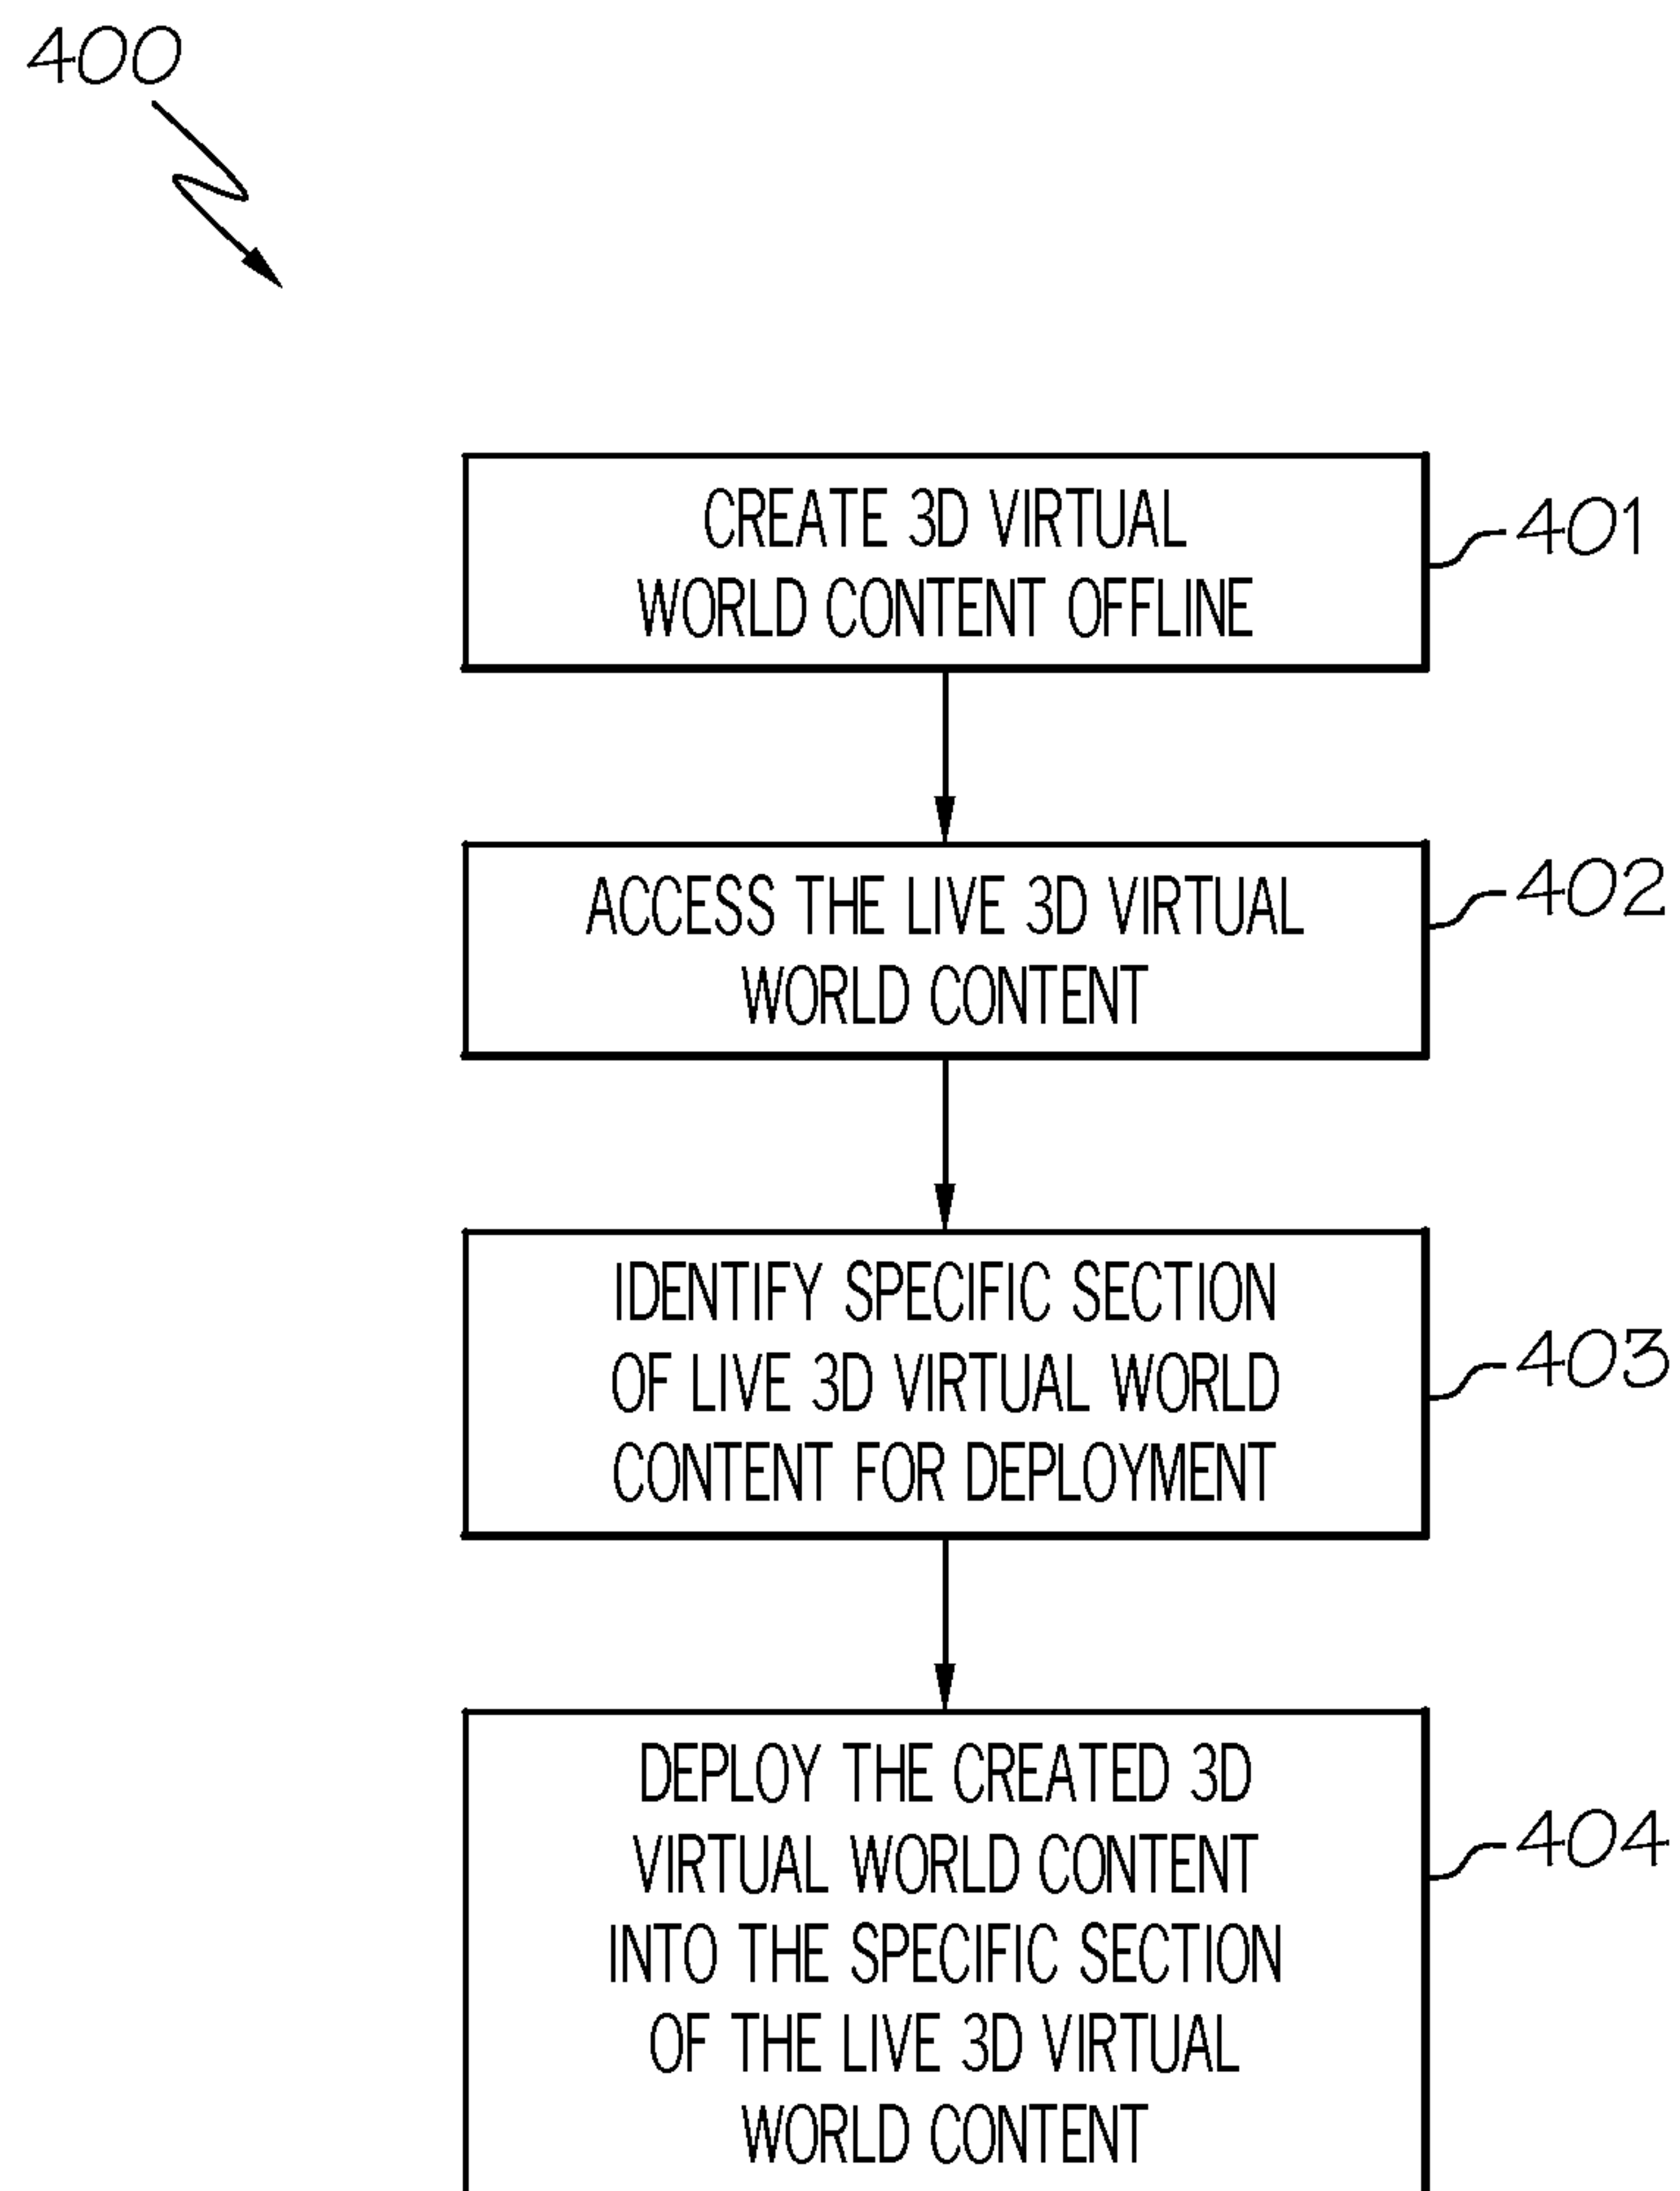 400
CREATE 3D VIRTUAL
WORLD CONTENT OFFLINE
401
ACCESS THE LIVE 3D VIRTUAL
WORLD CONTENT
402
IDENTIFY SPECIFIC SECTION
OF LIVE 3D VIRTUAL WORLD
CONTENT FOR DEPLOYMENT
403
DEPLOY THE CREATED 3D
VIRTUAL WORLD CONTENT
INTO THE SPECIFIC SECTION
OF THE LIVE 3D VIRTUAL
WORLD CONTENT
404